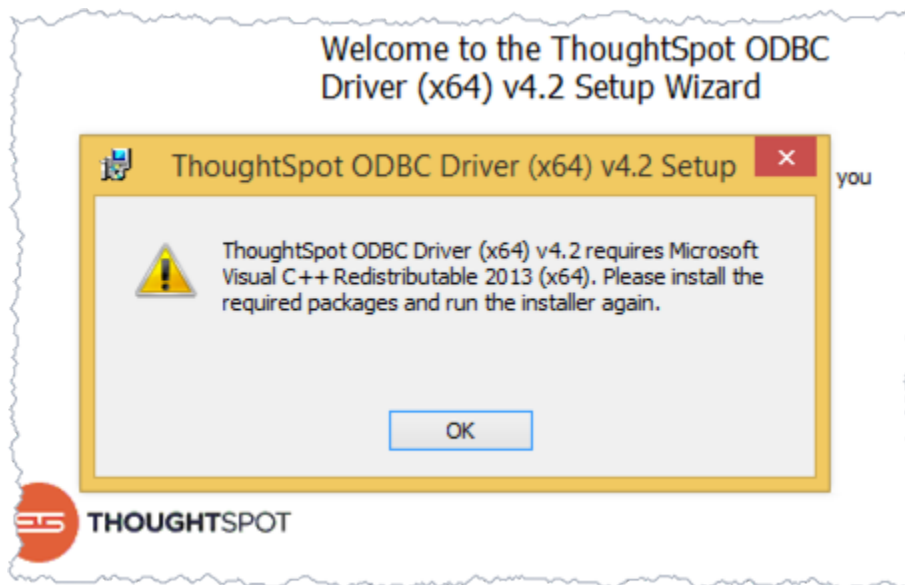 Welcome to the ThoughtSpot ODBC
Driver (x64) v4.2 Setup Wizard
ThoughtSpot ODBC Driver (x64) v4.2 Setup
you
ThoughtSpot ODBC Driver (x64) v4.2 requires Microsoft
Visual C++ Redistributable 2013 (x64). Please install the
required packages and run the installer again.
OK
THOUGHTSPOT